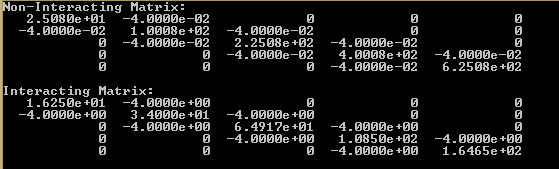 Non-Interacting Matrix:
2.5080e+01 -4.0000e-02 0 0 0
-4.0000e-02 1.0008e+02 -4.0000e-02 0 0
0 -4.0000e-02 2.2508e+02 -4.0000e-02 0
0 0 -4.0000e-02 4.0008e+02 -4.0000e-02
0 0 0 -4.0000e-02 6.2508e+02
Interacting Matrix:
1.6250e+01 -4.0000e+00 0 0 0
-4.0000e+00 3.4000e+01 -4.0000e+00 0 0
0 -4.0000e+00 6.4917e+01 -4.0000e+00 0
0 0 -4.0000e+00 1.0850e+02 -4.0000e+00
0 0 0 -4.0000e+00 1.6465e+02